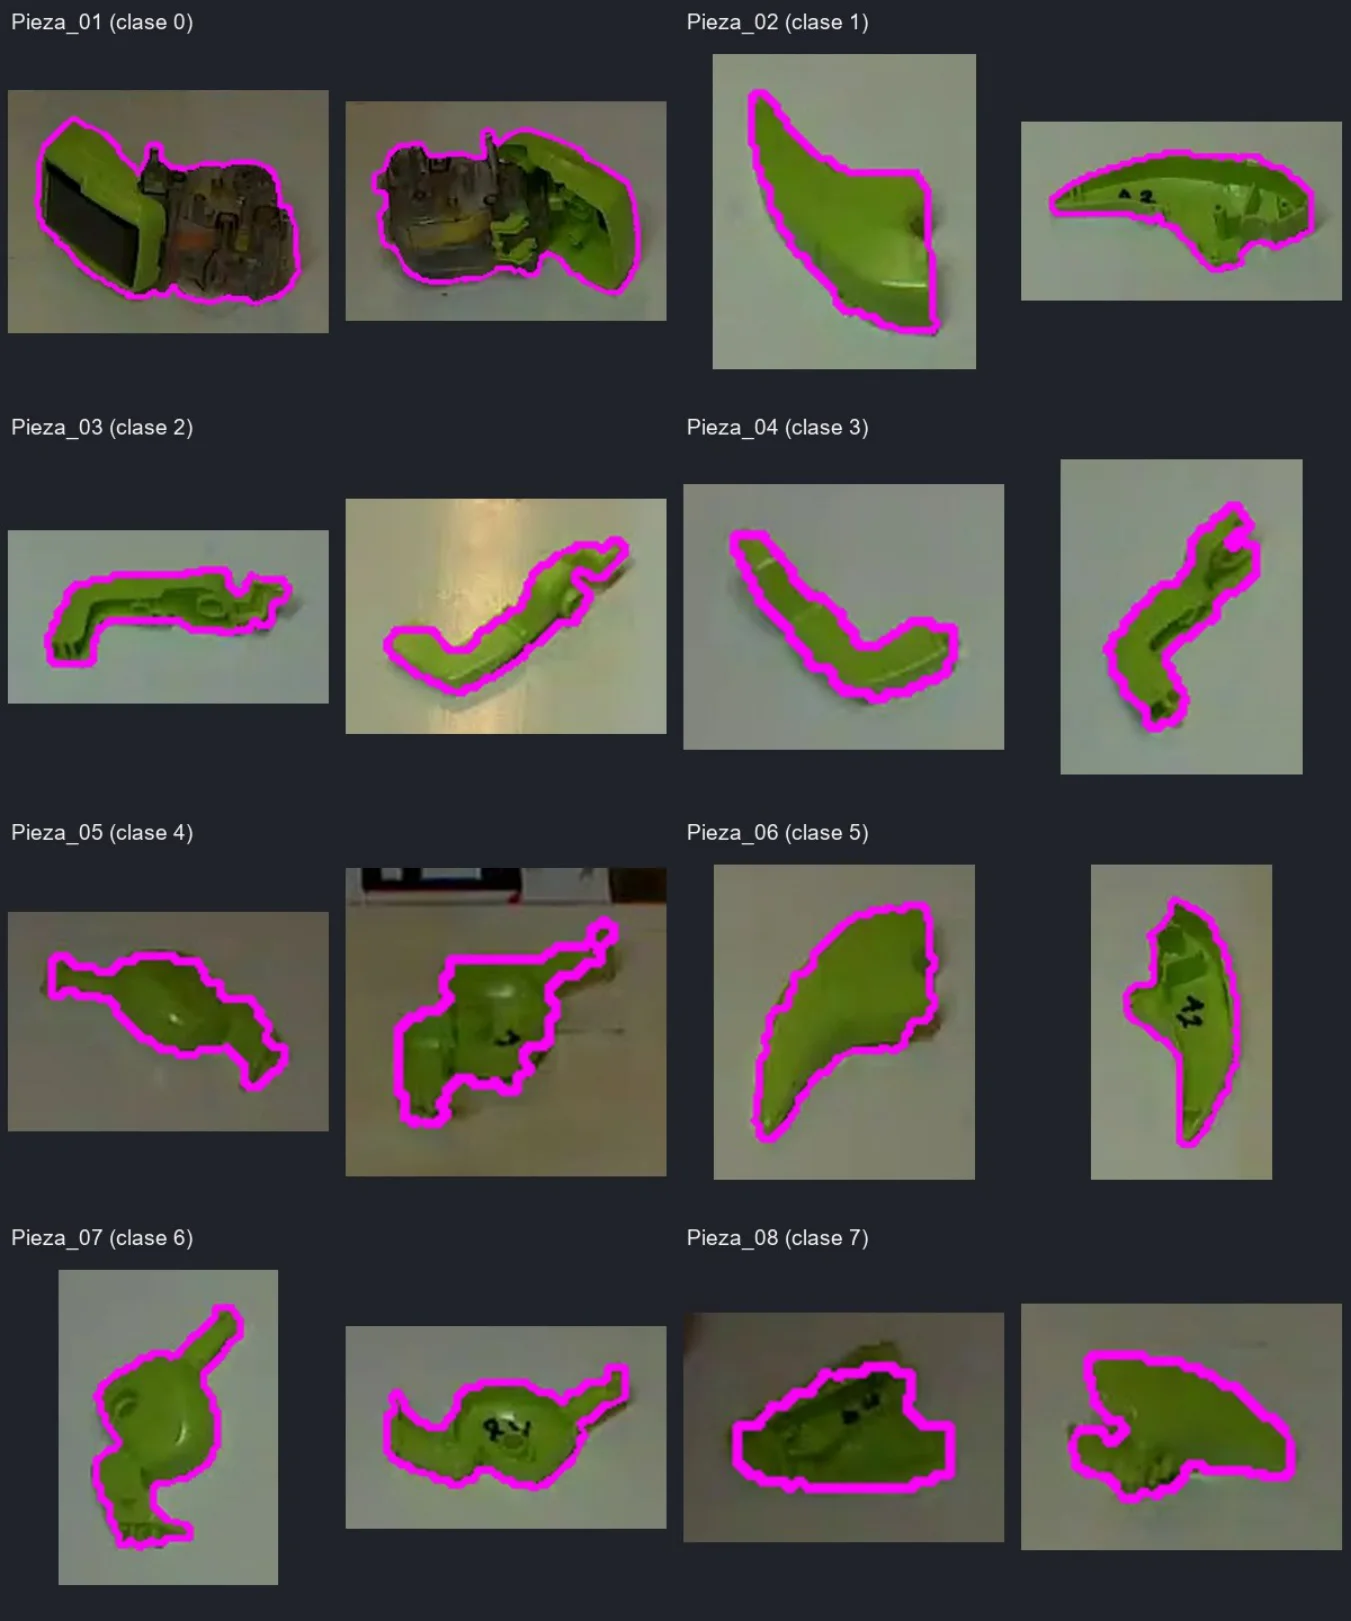 Pieza_01 (clase 0)
Pieza_02 (clase 1)
Pieza_03 (clase 2)
Pieza_04 (clase 3)
Pieza_05 (clase 4)
Pieza_06 (clase 5)
Pieza_07 (clase 6)
Pieza_08 (clase 7)